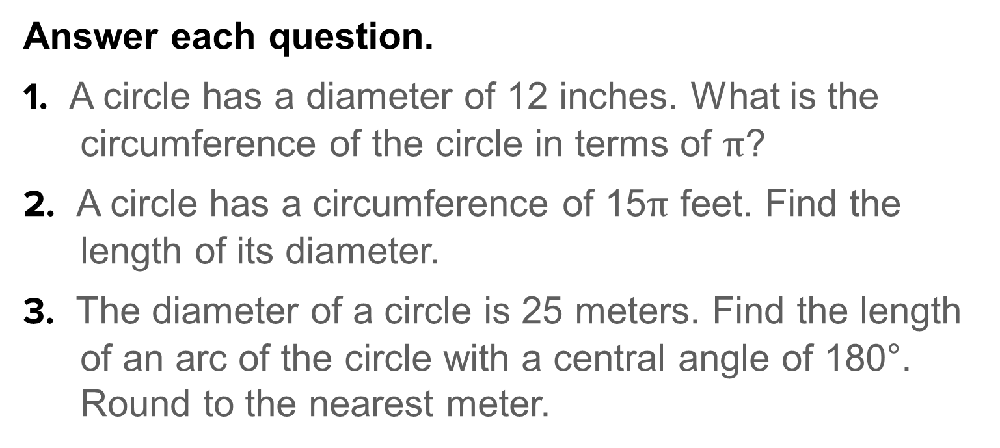 Answer each question.
1. A circle has a diameter of 12 inches. What is the
circumference of the circle in terms of π?
2. A circle has a circumference of 15π feet. Find the
length of its diameter.
3. The diameter of a circle is 25 meters. Find the length
of an arc of the circle with a central angle of 180°.
Round to the nearest meter.